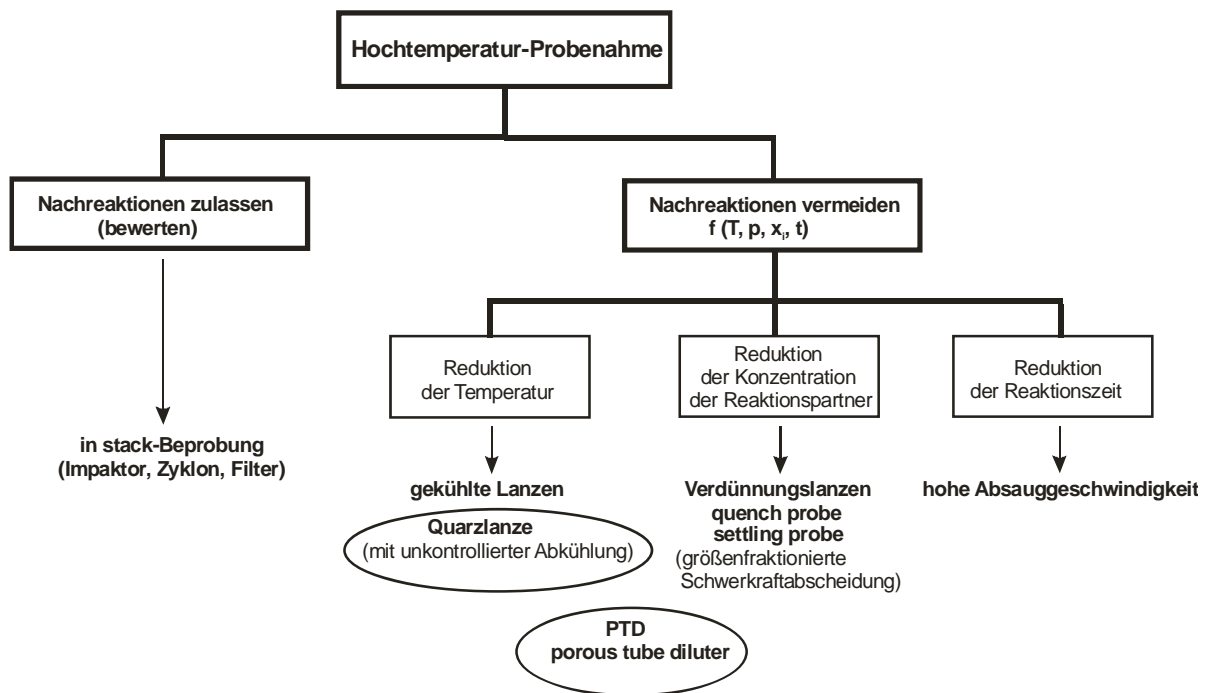 Hochtemperatur-Probenahme
Nachreaktionen zulassen
(bewerten)
Nachreaktionen vermeiden
f (T, p, xᵢ, t)
Reduktion
der Temperatur
Reduktion
der Konzentration
der Reaktionspartner
Reduktion
der Reaktionszeit
in stack-Beprobung
(Impaktor, Zyklon, Filter)
gekühlte Lanzen
Quarzlanze
(mit unkontrollierter Abkühlung)
Verdünnungslanzen
quench probe
settling probe
(größenfraktionierte
Schwerkraftabscheidung)
hohe Absauggeschwindigkeit
PTD
porous tube diluter